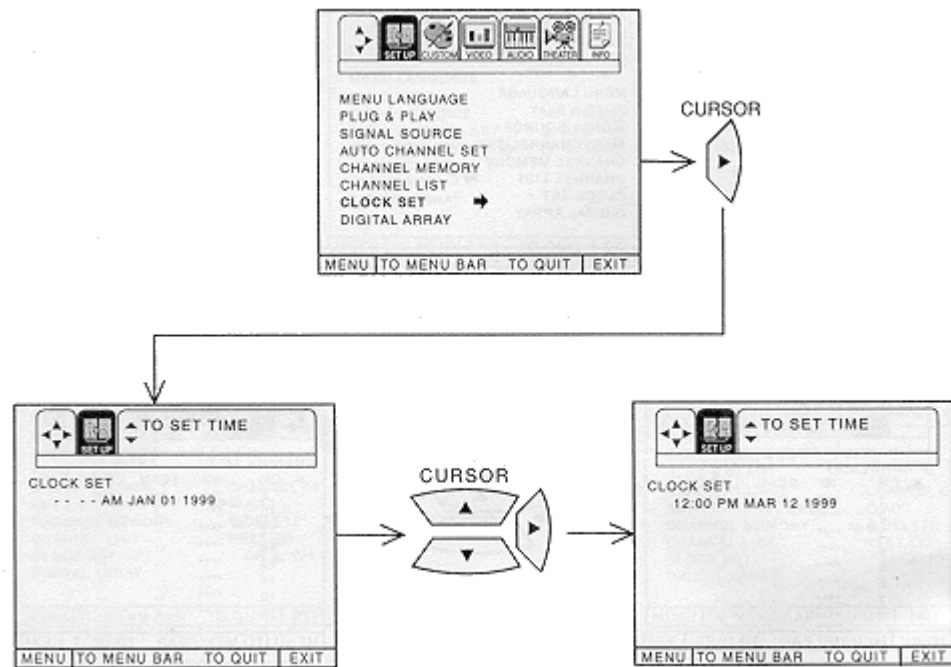 SET UP CUSTOM VIDEO AUDIO THEATER INFO
MENU LANGUAGE
PLUG & PLAY
SIGNAL SOURCE
AUTO CHANNEL SET
CHANNEL MEMORY
CHANNEL LIST
CLOCK SET
DIGITAL ARRAY
MENU TO MENU BAR TO QUIT EXIT
CURSOR
SET UP
TO SET TIME
CLOCK SET
- - - - AM JAN 01 1999
MENU TO MENU BAR TO QUIT EXIT
CURSOR
SET UP
TO SET TIME
CLOCK SET
12:00 PM MAR 12 1999
MENU TO MENU BAR TO QUIT EXIT